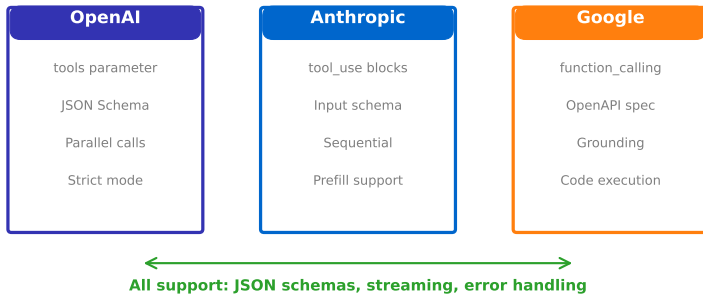 OpenAI
tools parameter
JSON Schema
Parallel calls
Strict mode
Anthropic
tool_use blocks
Input schema
Sequential
Prefill support
Google
function_calling
OpenAPI spec
Grounding
Code execution
All support: JSON schemas, streaming, error handling